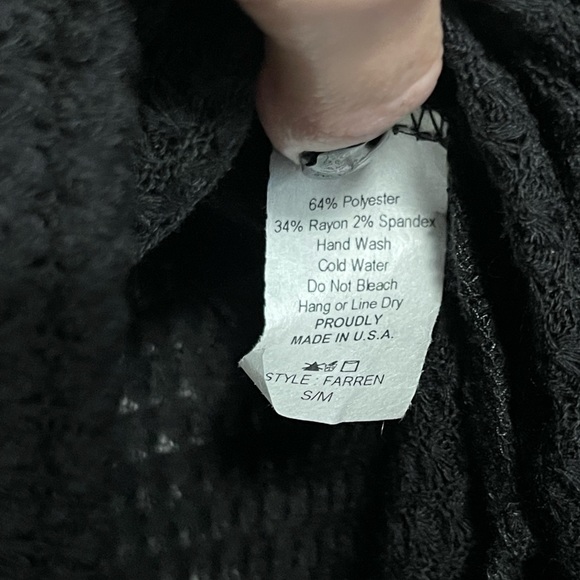 64% Polyester
34% Rayon 2% Spandex
Hand Wash
Cold Water
Do Not Bleach
Hang or Line Dry
PROUDLY
MADE IN U.S.A.
STYLE : FARREN
S/M